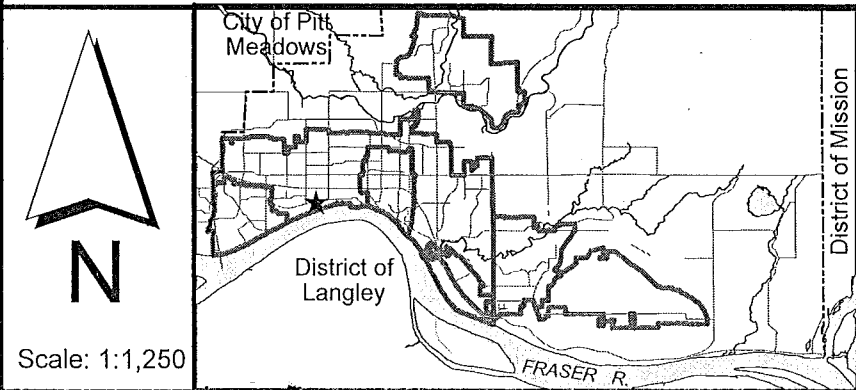 N
Scale: 1:1,250
City of Pitt
Meadows
District of
Langley
FRASER R.
District of Mission